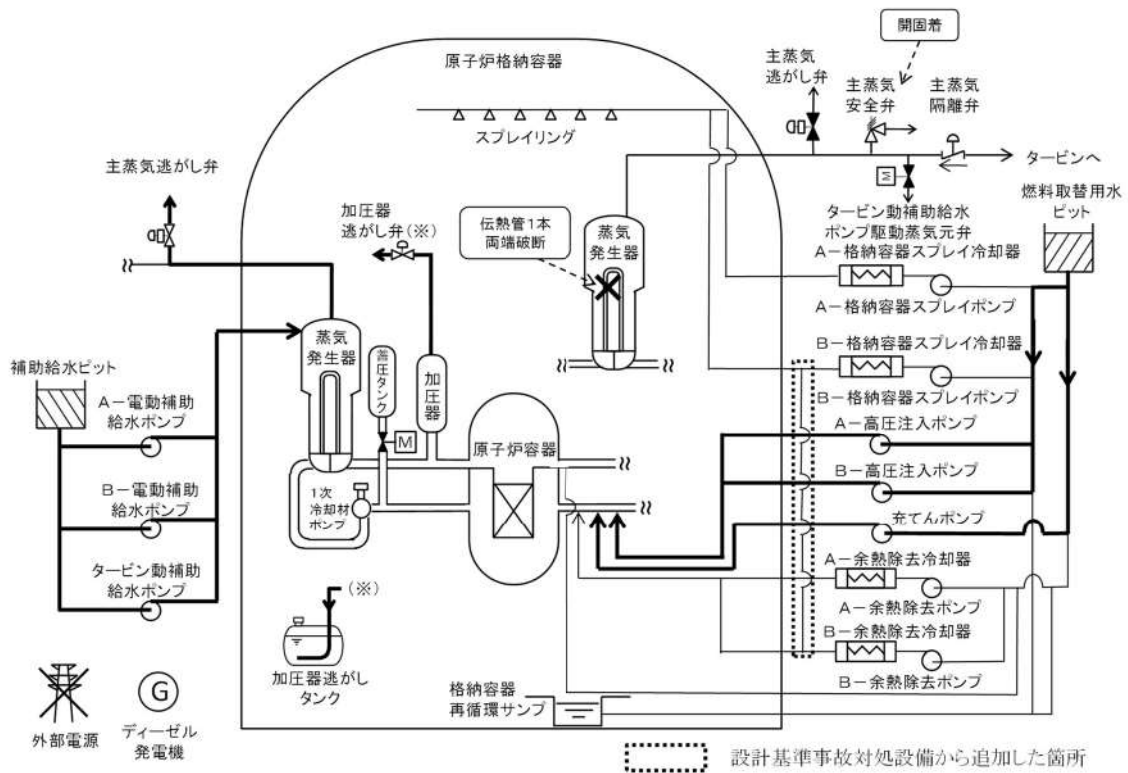 開固着
原子炉格納容器
主蒸気
逃がし弁
主蒸気
安全弁
主蒸気
隔離弁
スプレイリング
タービンへ
主蒸気逃がし弁
加圧器
逃がし弁(※)
伝熱管1本
両端破断
蒸気
発生器
M
タービン動補助給水
ポンプ駆動蒸気元弁
燃料取替用水
ピット
A-格納容器スプレイ冷却器
A-格納容器スプレイポンプ
蒸気
発生器
蓄圧タンク
加圧器
B-格納容器スプレイ冷却器
B-格納容器スプレイポンプ
補助給水ピット
A-電動補助
給水ポンプ
M
原子炉容器
A-高圧注入ポンプ
B-高圧注入ポンプ
B-電動補助
給水ポンプ
1次
冷却材
ポンプ
充てんポンプ
タービン動補助
給水ポンプ
A-余熱除去冷却器
A-余熱除去ポンプ
(※)
B-余熱除去冷却器
B-余熱除去ポンプ
加圧器逃がし
タンク
格納容器
再循環サンプ
G
外部電源
ディーゼル
発電機
設計基準事故対処設備から追加した箇所